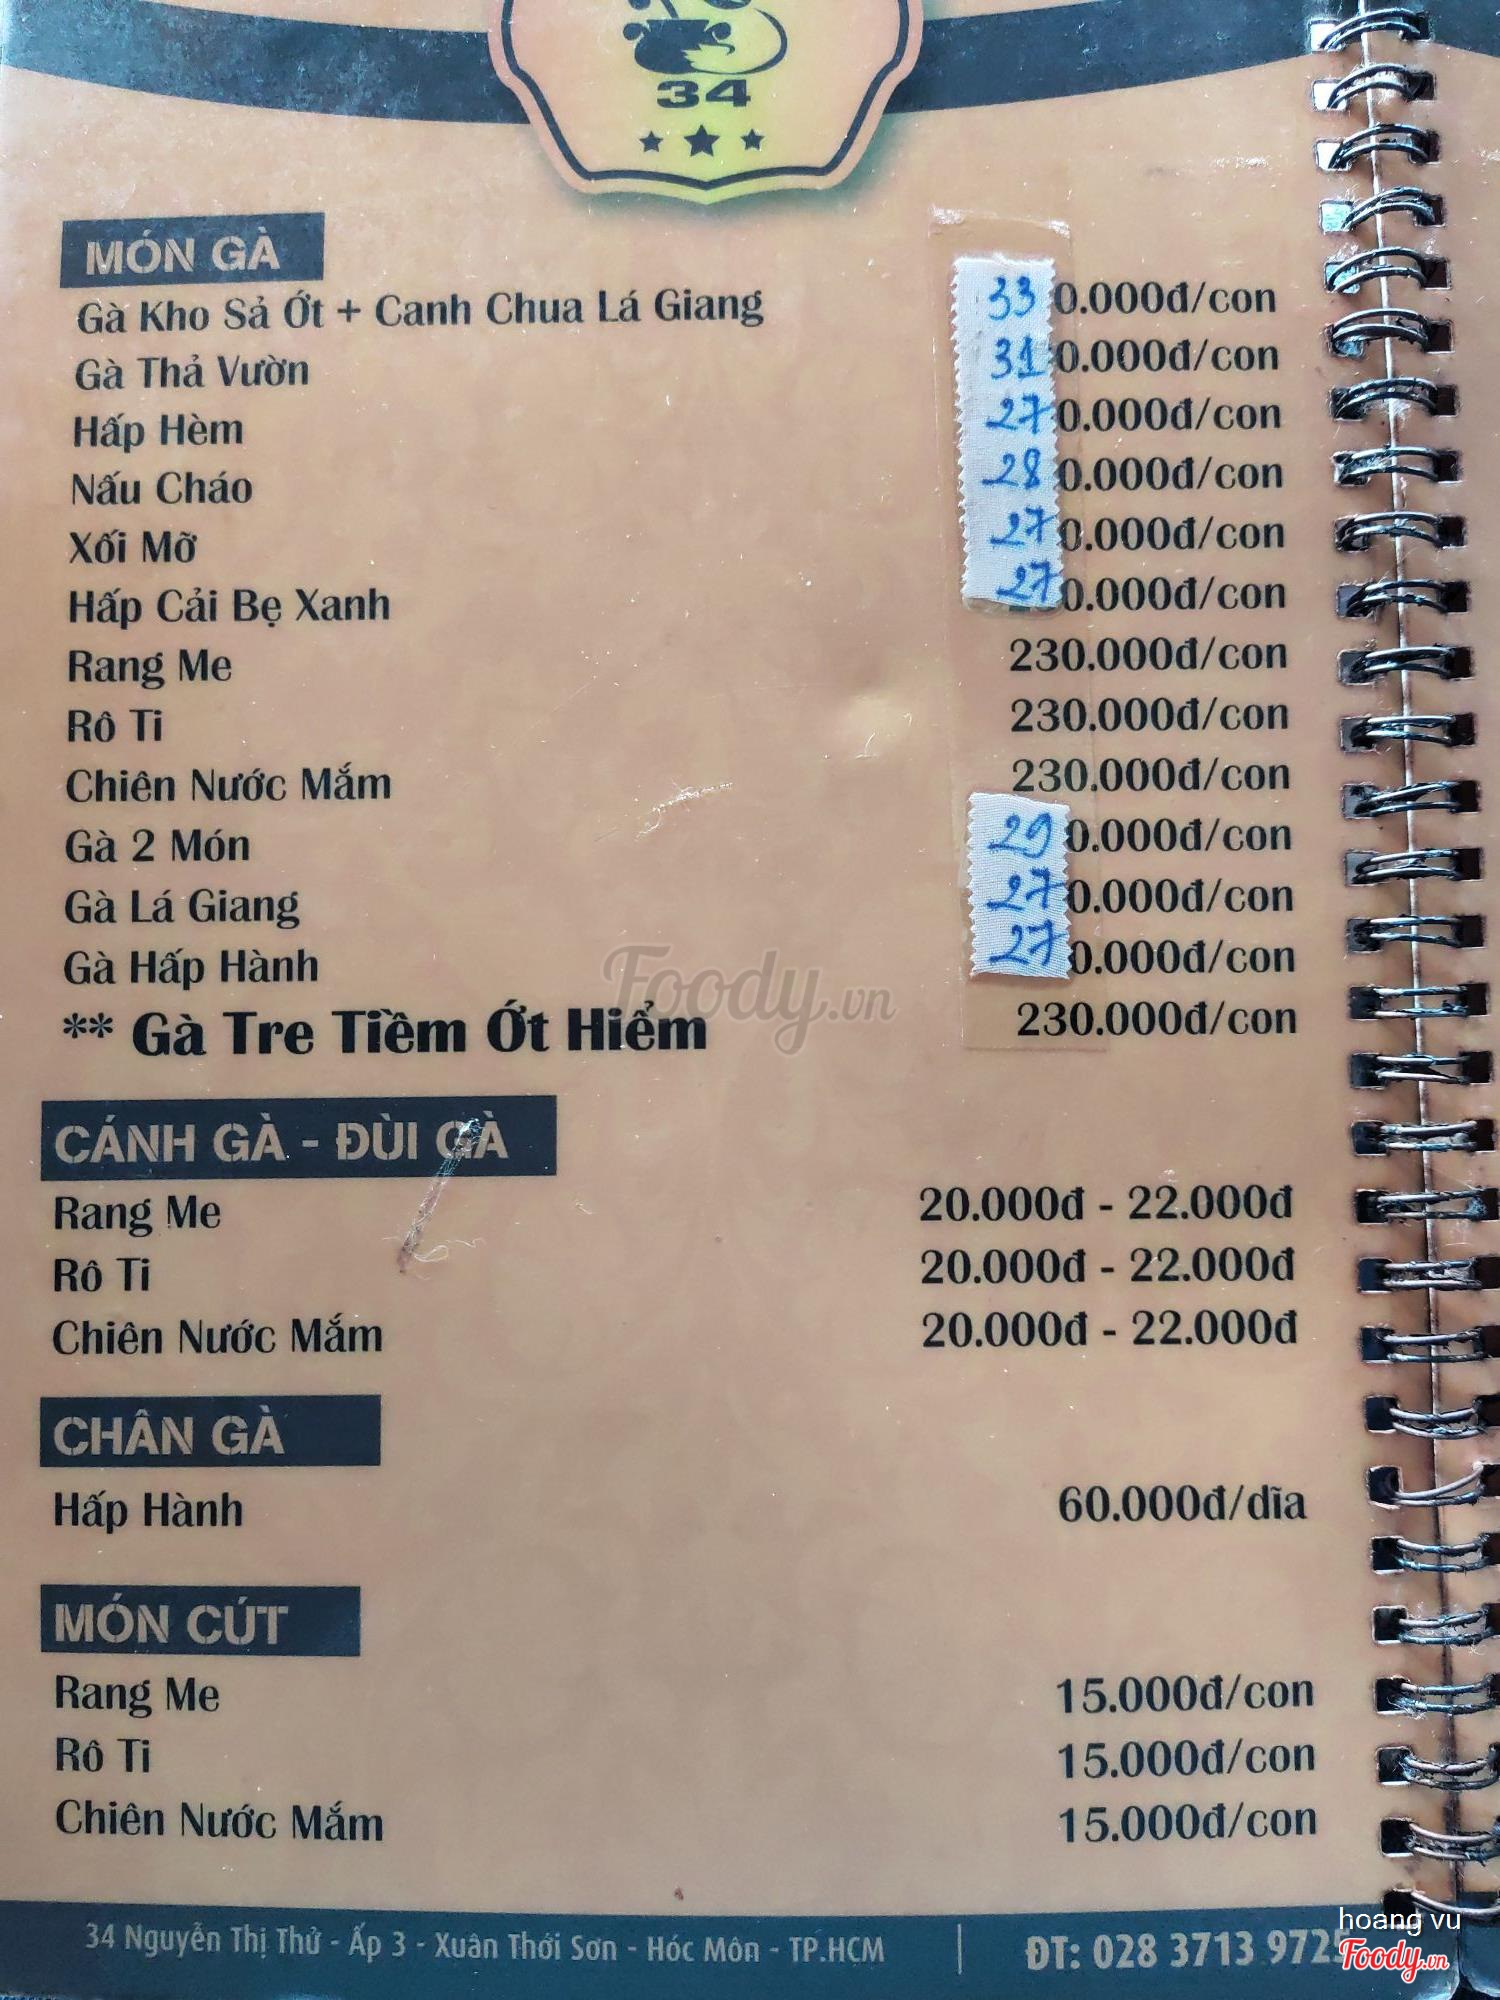 34
MÓN GÀ
Gà Kho Sả Ớt + Canh Chua Lá Giang 330.000đ/con
Gà Thả Vườn 310.000đ/con
Hấp Hèm 270.000đ/con
Nấu Cháo 280.000đ/con
Xối Mỡ 270.000đ/con
Hấp Cải Bẹ Xanh 270.000đ/con
Rang Me 230.000đ/con
Rô Ti 230.000đ/con
Chiên Nước Mắm 230.000đ/con
Gà 2 Món 290.000đ/con
Gà Lá Giang 270.000đ/con
Gà Hấp Hành 270.000đ/con
** Gà Tre Tiềm Ớt Hiểm 230.000đ/con
Foody.vn
CÁNH GÀ - ĐÙI GÀ
Rang Me 20.000đ - 22.000đ
Rô Ti 20.000đ - 22.000đ
Chiên Nước Mắm 20.000đ - 22.000đ
CHÂN GÀ
Hấp Hành 60.000đ/dĩa
MÓN CÚT
Rang Me 15.000đ/con
Rô Ti 15.000đ/con
Chiên Nước Mắm 15.000đ/con
34 Nguyễn Thị Thử - Ấp 3 - Xuân Thới Sơn - Hóc Môn - TP.HCM | ĐT: 028 3713 9725
hoang vu
Foody.vn